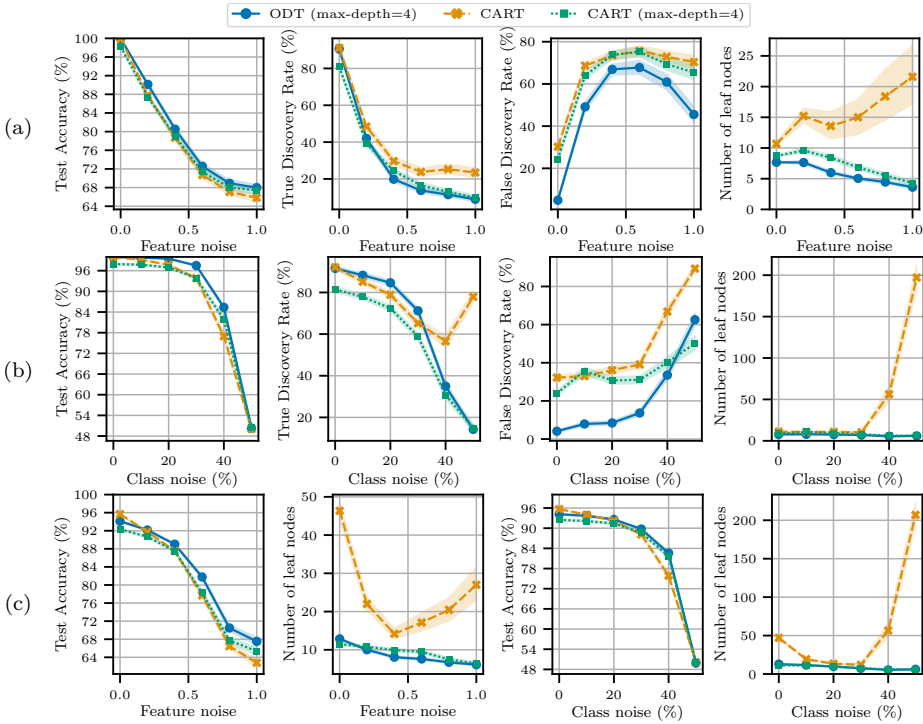 ODT (max-depth=4) CART CART (max-depth=4)
(a)
Test Accuracy (%)
100
96
92
88
84
80
76
72
68
64
0.0 0.5 1.0
Feature noise
True Discovery Rate (%)
80
60
40
20
0.0 0.5 1.0
Feature noise
False Discovery Rate (%)
80
60
40
20
0.0 0.5 1.0
Feature noise
Number of leaf nodes
25
20
15
10
5
0
0.0 0.5 1.0
Feature noise
(b)
Test Accuracy (%)
96
90
84
78
72
66
60
54
48
0 20 40
Class noise (%)
True Discovery Rate (%)
80
60
40
20
0 20 40
Class noise (%)
False Discovery Rate (%)
80
60
40
20
0
0 20 40
Class noise (%)
Number of leaf nodes
200
150
100
50
0
0 20 40
Class noise (%)
(c)
Test Accuracy (%)
100
96
92
88
84
80
76
72
68
64
0.0 0.5 1.0
Feature noise
Number of leaf nodes
50
40
30
20
10
0.0 0.5 1.0
Feature noise
Test Accuracy (%)
96
90
84
78
72
66
60
54
48
0 20 40
Class noise (%)
Number of leaf nodes
200
150
100
50
0
0 20 40
Class noise (%)